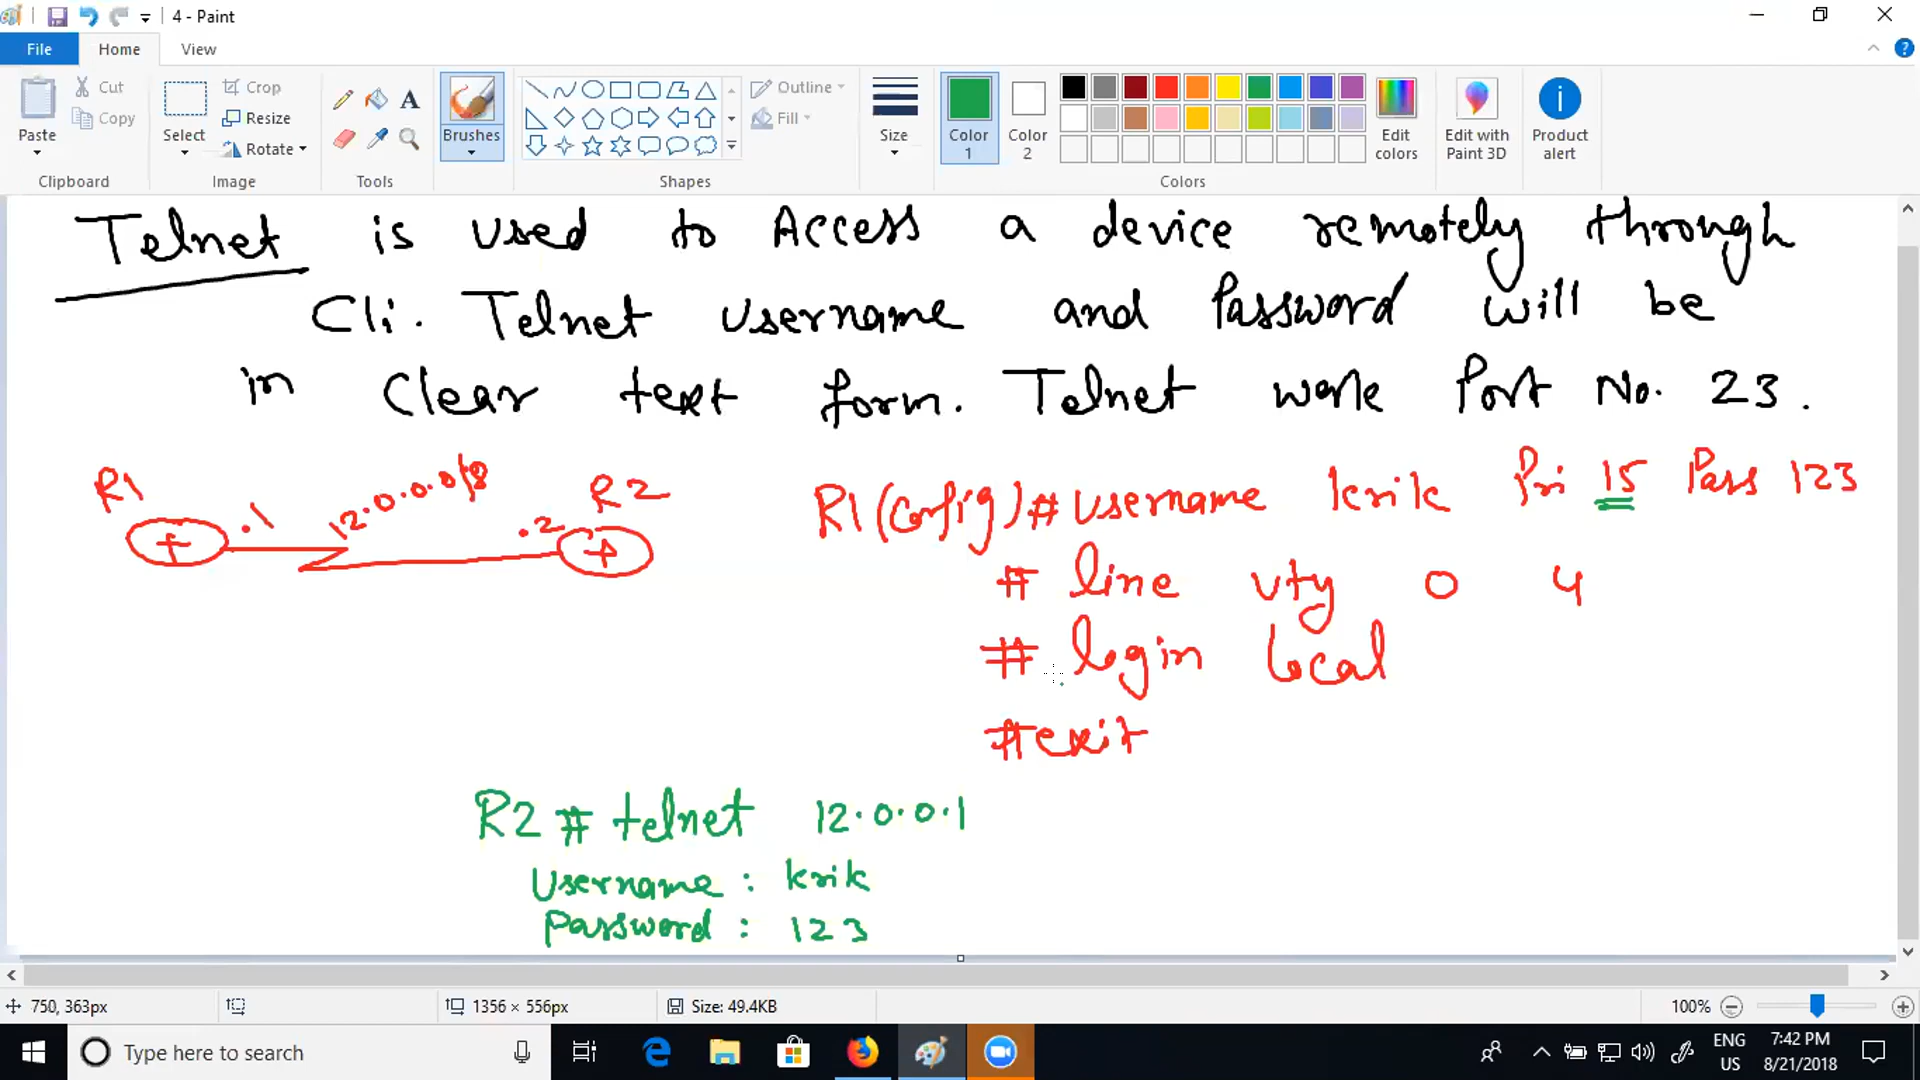 4 - Paint
File Home View
Paste Cut Copy Clipboard
Select Crop Resize Rotate Image
Tools
Brushes
Outline Fill Shapes
Size
Color 1 Color 2 Edit colors Colors
Edit with Paint 3D
Product alert
Telnet is used to Access a device remotely through
Cli. Telnet username and Password will be
in Clear text form. Telnet work Port No. 23.
R1 .1 12.0.0.0/8 .2 R2
R1(Config)# username krik Pri 15 Pass 123
# line vty 0 4
# login local
#exit
R2 # telnet 12.0.0.1
Username : krik
Password : 123
750, 363px 1356 × 556px Size: 49.4KB 100%
Type here to search
ENG US 7:42 PM 8/21/2018